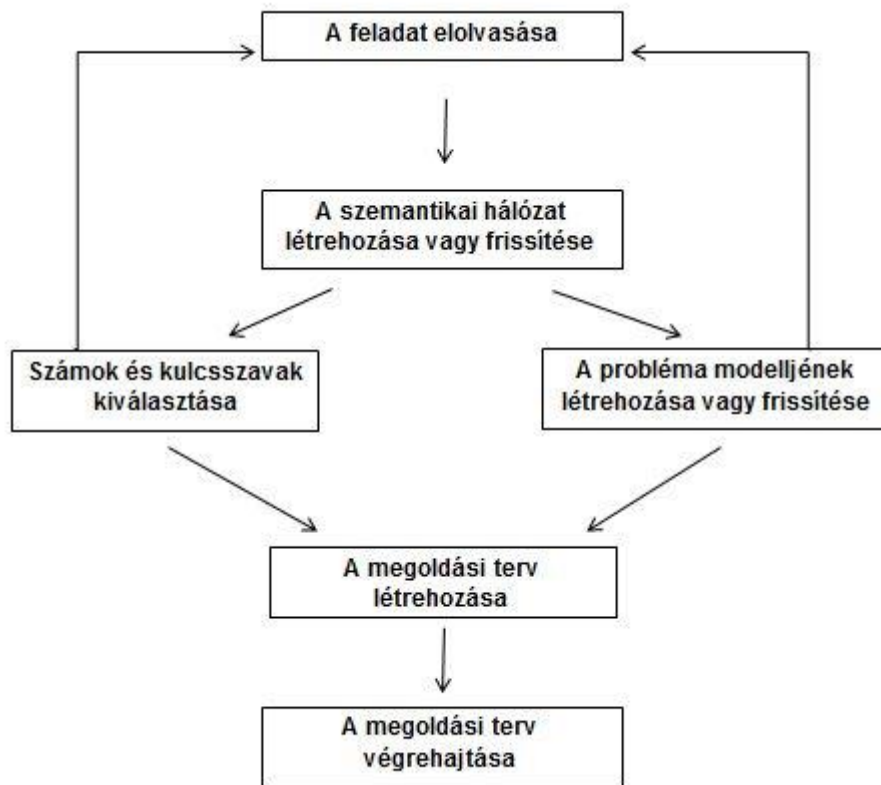 A feladat elolvasása
A szemantikai hálózat
létrehozása vagy frissítése
Számok és kulcsszavak
kiválasztása
A probléma modelljének
létrehozása vagy frissítése
A megoldási terv
létrehozása
A megoldási terv
végrehajtása